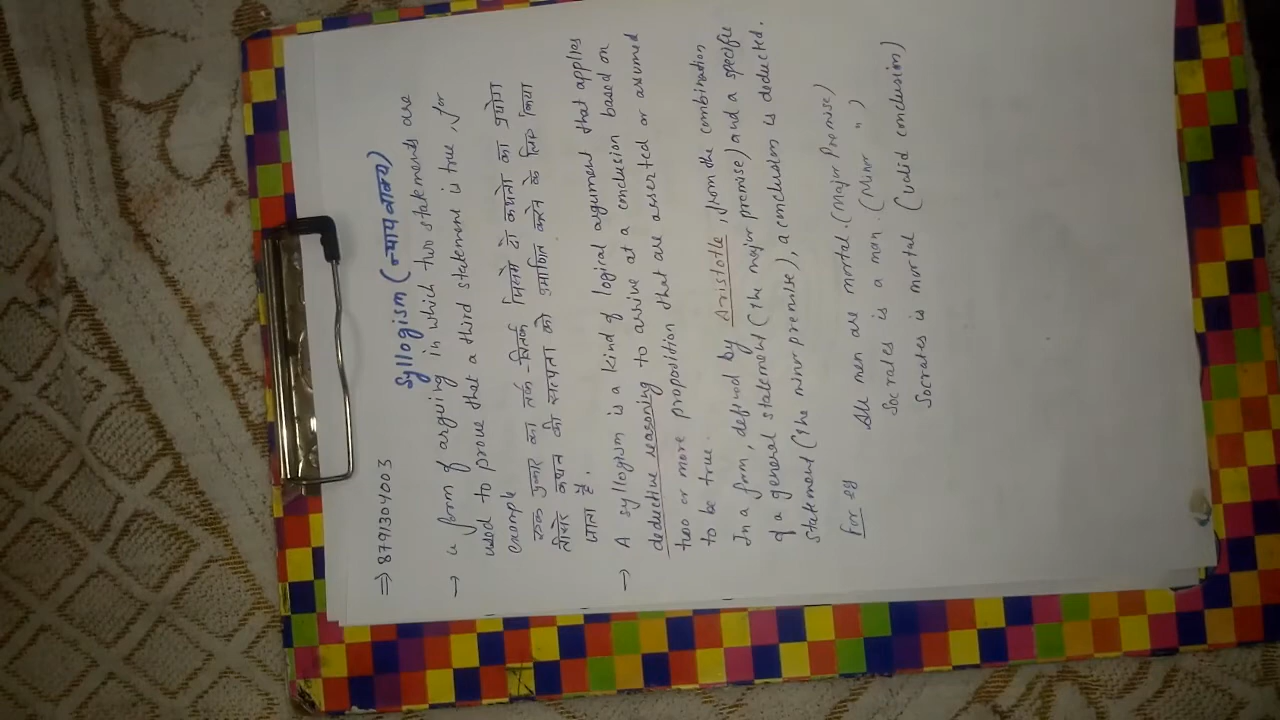 ⇒ 8791304003
Syllogism (न्यायवाक्य)
→ a form of arguing in which two statements are
used to prove that a third statement is true, for
example
एक प्रकार का तर्क-वितर्क जिसमे दो कथनो का प्रयोग
तीसरे कथन की सत्यता को प्रमाणित करने के लिए किया
जाता है.
→ A syllogism is a kind of logical argument that applies
deductive reasoning to arrive at a conclusion based on
two or more proposition that are asserted or assumed
to be true.
In a form, defined by Aristotle, from the combination
of a general statement (the major premise) and a specific
statement (the minor premise), a conclusion is deducted.
For eg All men are mortal. (Major Premise)
Socrates is a man. (Minor ")
Socrates is mortal (valid conclusion)